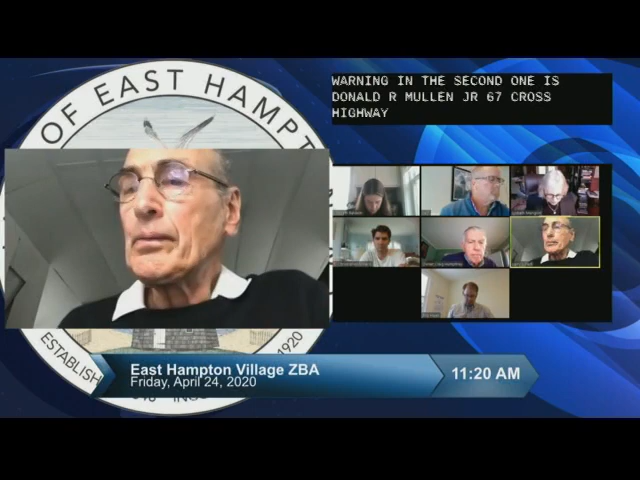 WARNING IN THE SECOND ONE IS
DONALD R MULLEN JR 67 CROSS
HIGHWAY
OF EAST HAMPT
ESTABLISH
1920
East Hampton Village ZBA
Friday, April 24, 2020
11:20 AM